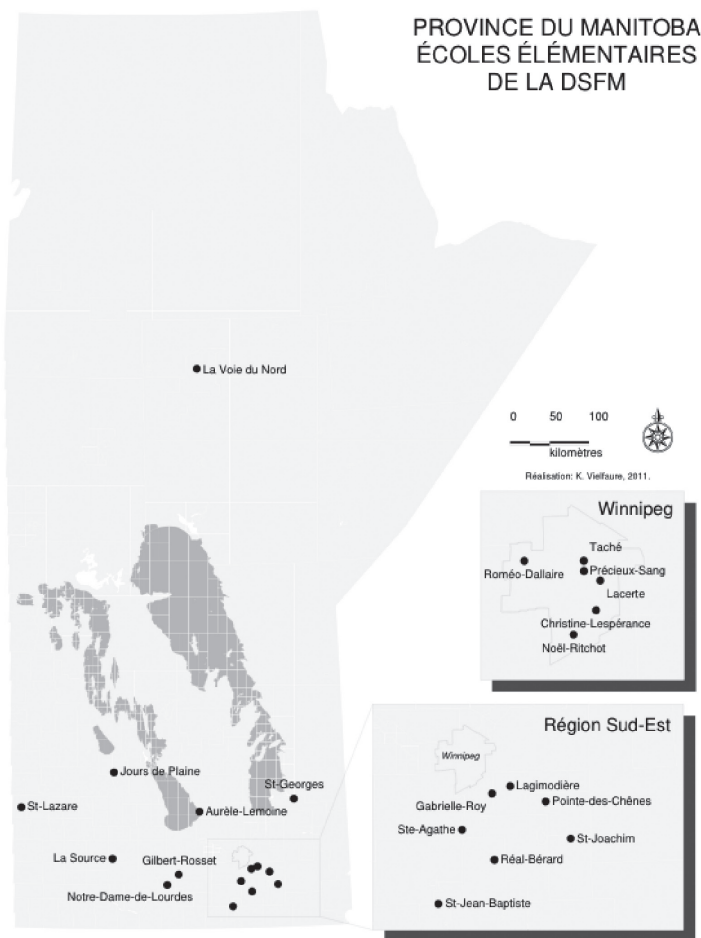 PROVINCE DU MANITOBA
ÉCOLES ÉLÉMENTAIRES
DE LA DSFM
La Voie du Nord
0 50 100
kilomètres
Réalisation: K. Vielfaure, 2011.
Winnipeg
Taché
Roméo-Dallaire
Précieux-Sang
Lacerte
Christine-Lespérance
Noël-Ritchot
Région Sud-Est
Winnipeg
Lagimodière
Gabrielle-Roy
Pointe-des-Chênes
Ste-Agathe
St-Joachim
Réal-Bérard
St-Jean-Baptiste
Jours de Plaine
St-Georges
St-Lazare
Aurèle-Lemoine
La Source
Gilbert-Rosset
Notre-Dame-de-Lourdes